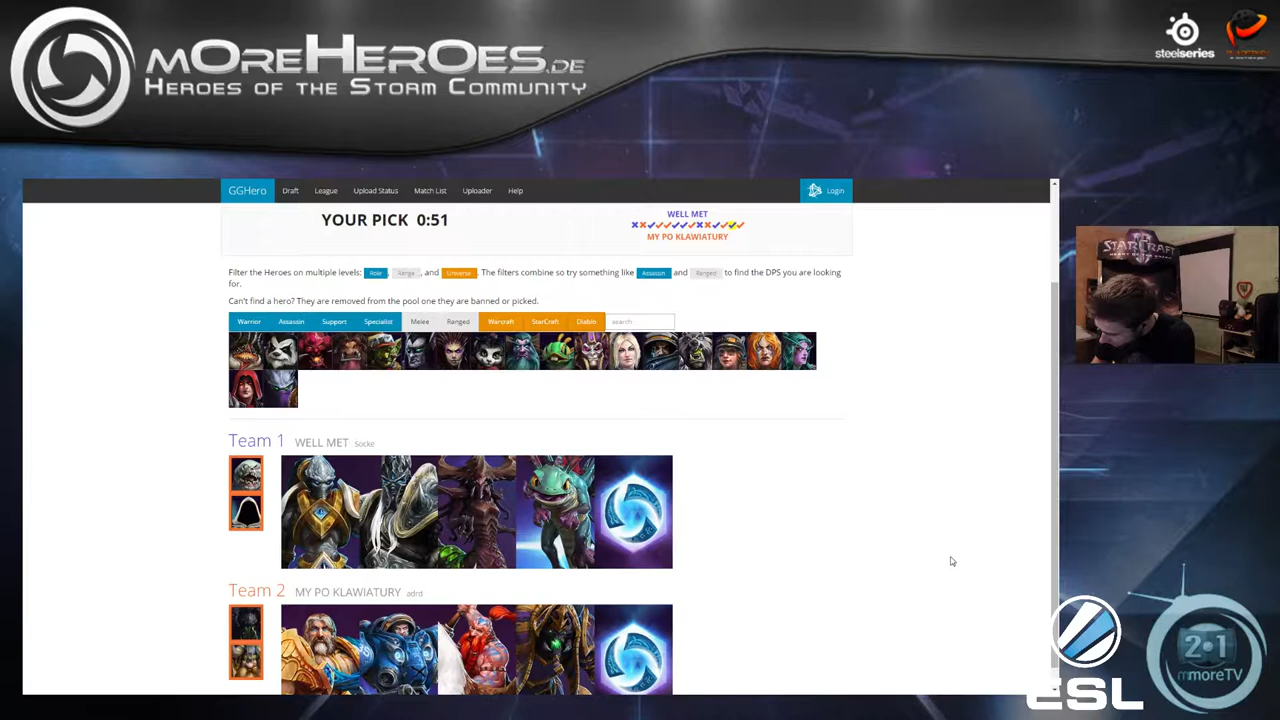 mOReHeROeS.DE
HEROES OF THE STORM COMMUNITY
steelseries
GGHero
Draft
League
Upload Status
Match List
Uploader
Help
Login
YOUR PICK 0:51
WELL MET
MY PO KLAWIATURY
Filter the Heroes on multiple levels: Role, Range, and Universe. The filters combine so try something like Assassin and Ranged to find the DPS you are looking
for.
Can't find a hero? They are removed from the pool one they are banned or picked.
Warrior
Assassin
Support
Specialist
Melee
Ranged
Warcraft
StarCraft
Diablo
search
STARCRAFT
Team 1 WELL MET Socke
Team 2 MY PO KLAWIATURY adrd
ESL
2·1
mmoreTV